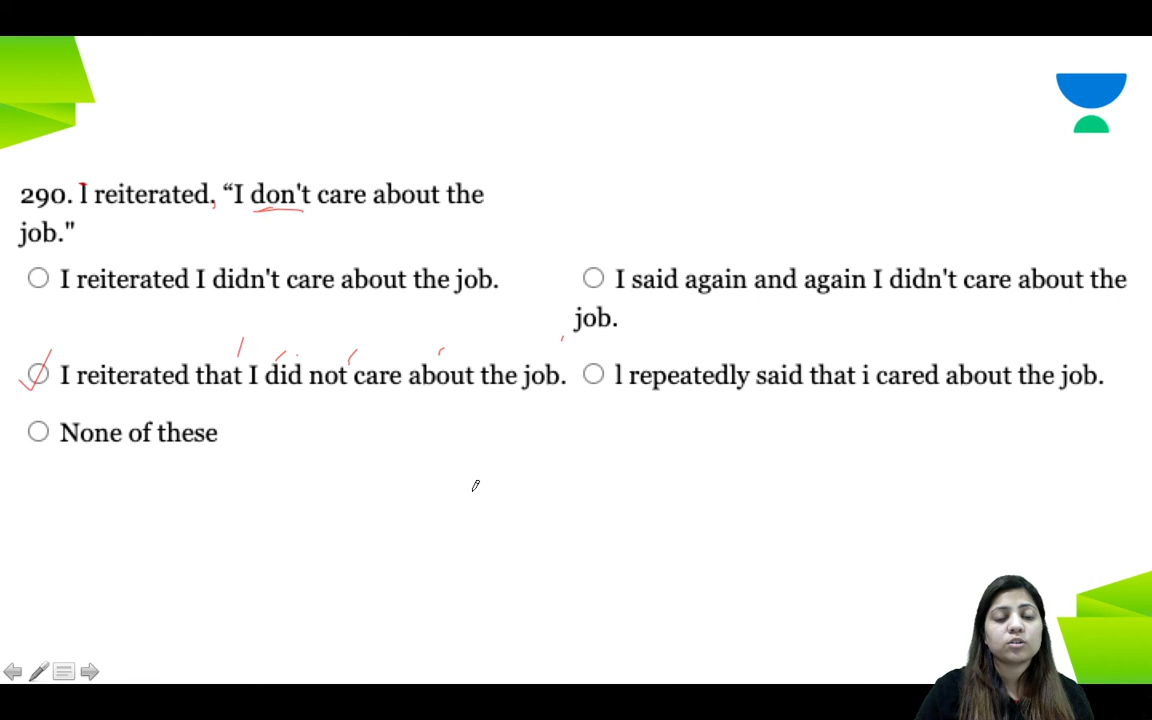 290. I reiterated, “I don't care about the
job."
I reiterated I didn't care about the job.
I said again and again I didn't care about the
job.
I reiterated that I did not care about the job.
l repeatedly said that i cared about the job.
None of these